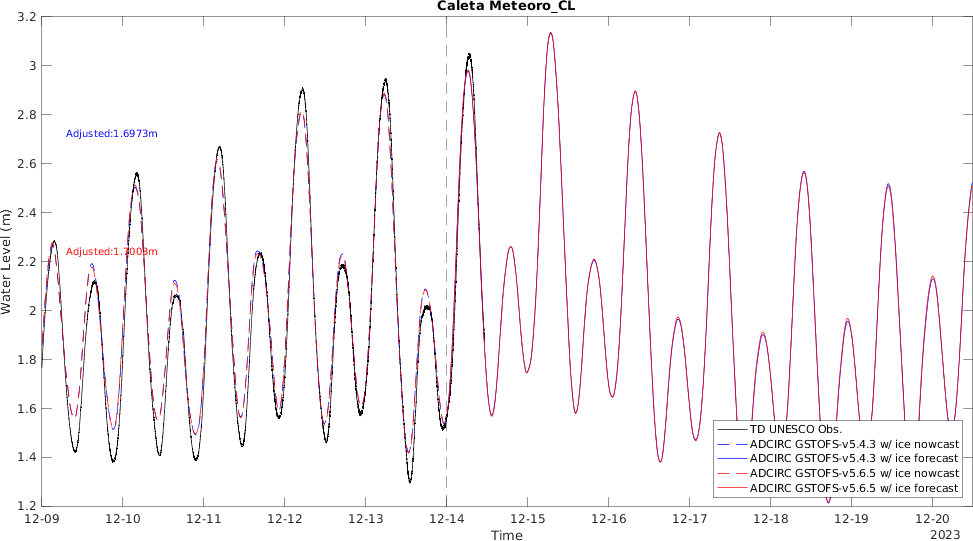 Caleta Meteoro_CL
3.2
3
2.8
2.6
2.4
2.2
2
1.8
1.6
1.4
1.2
Water Level (m)
Adjusted:1.6973m
Adjusted:1.7003m
TD UNESCO Obs.
ADCIRC GSTOFS-v5.4.3 w/ ice nowcast
ADCIRC GSTOFS-v5.4.3 w/ ice forecast
ADCIRC GSTOFS-v5.6.5 w/ ice nowcast
ADCIRC GSTOFS-v5.6.5 w/ ice forecast
12-09 12-10 12-11 12-12 12-13 12-14 12-15 12-16 12-17 12-18 12-19 12-20
2023
Time